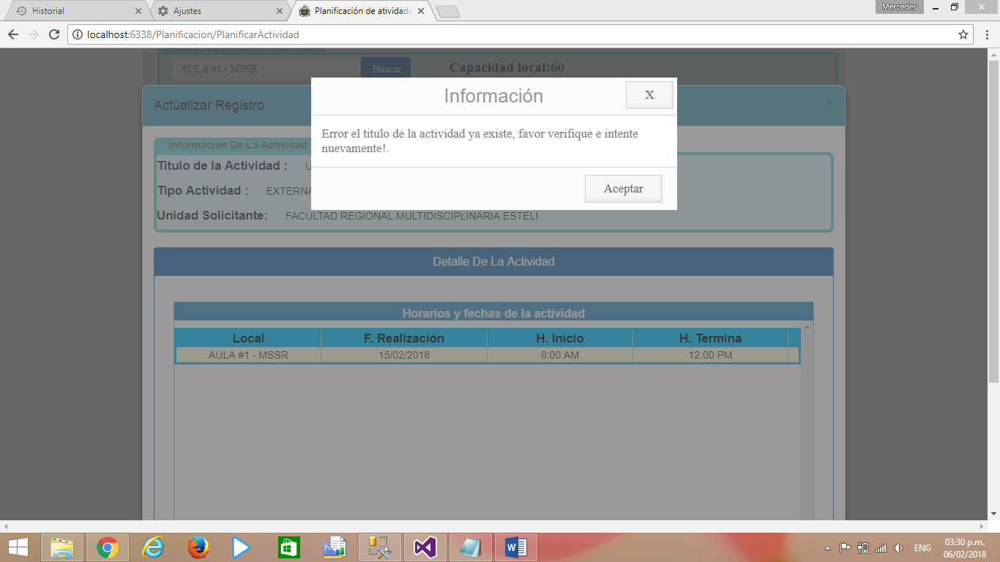 Historial
Ajustes
Planificación de atividade
Mercedes
localhost:6338/Planificacion/PlanificarActividad
AULA #1 - MSSR
Buscar
Capacidad local:60
Información
X
Actualizar Registro
×
Error el titulo de la actividad ya existe, favor verifique e intente
nuevamente!.
Aceptar
Información De La Actividad
Titulo de la Actividad :
Tipo Actividad : EXTERNA
Unidad Solicitante: FACULTAD REGIONAL MULTIDISCIPLINARIA ESTELI
Detalle De La Actividad
Horarios y fechas de la actividad
Local F. Realización H. Inicio H. Termina
AULA #1 - MSSR 15/02/2018 8:00 AM 12:00 PM
ENG
03:30 p.m.
06/02/2018